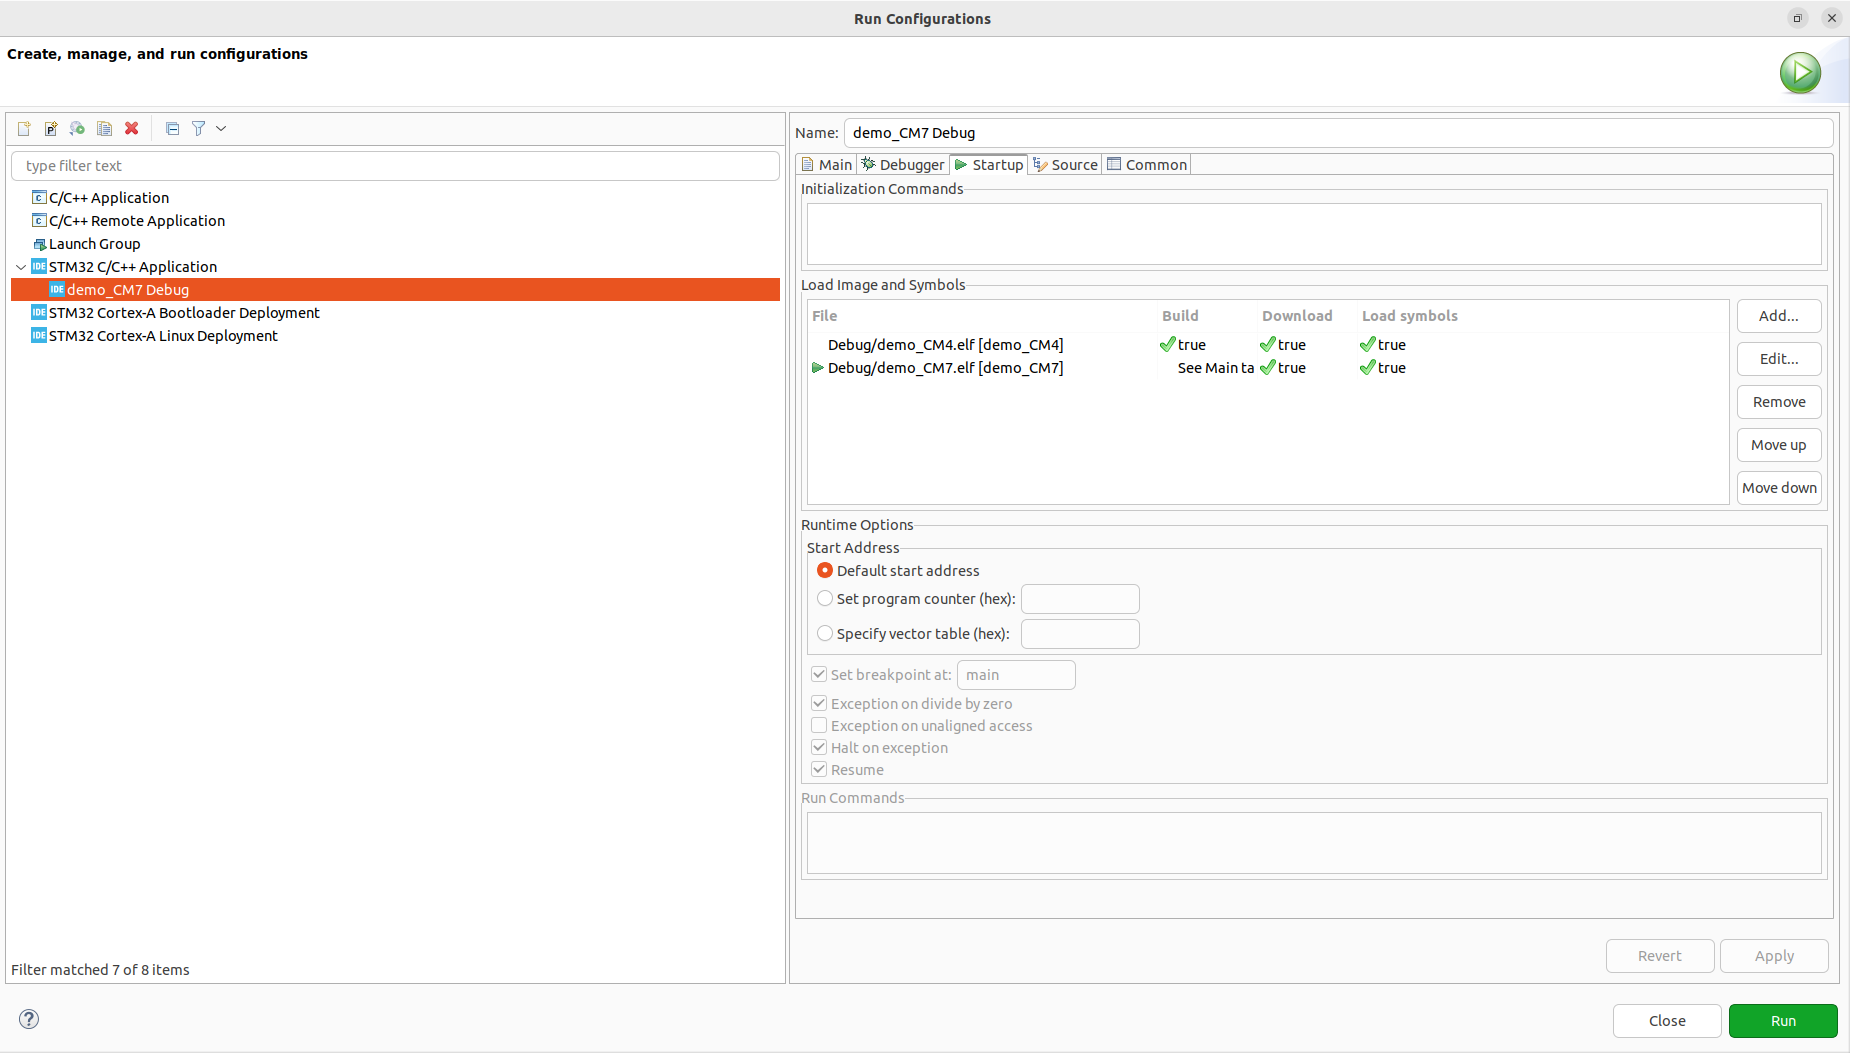 Run Configurations
Create, manage, and run configurations
type filter text
C/C++ Application
C/C++ Remote Application
Launch Group
IDE STM32 C/C++ Application
IDE demo_CM7 Debug
IDE STM32 Cortex-A Bootloader Deployment
IDE STM32 Cortex-A Linux Deployment
Filter matched 7 of 8 items
Name: demo_CM7 Debug
Main Debugger Startup Source Common
Initialization Commands
Load Image and Symbols
File Build Download Load symbols
Debug/demo_CM4.elf [demo_CM4] true true true
Debug/demo_CM7.elf [demo_CM7] See Main ta true true
Add...
Edit...
Remove
Move up
Move down
Runtime Options
Start Address
Default start address
Set program counter (hex):
Specify vector table (hex):
Set breakpoint at: main
Exception on divide by zero
Exception on unaligned access
Halt on exception
Resume
Run Commands
Revert Apply
? Close Run